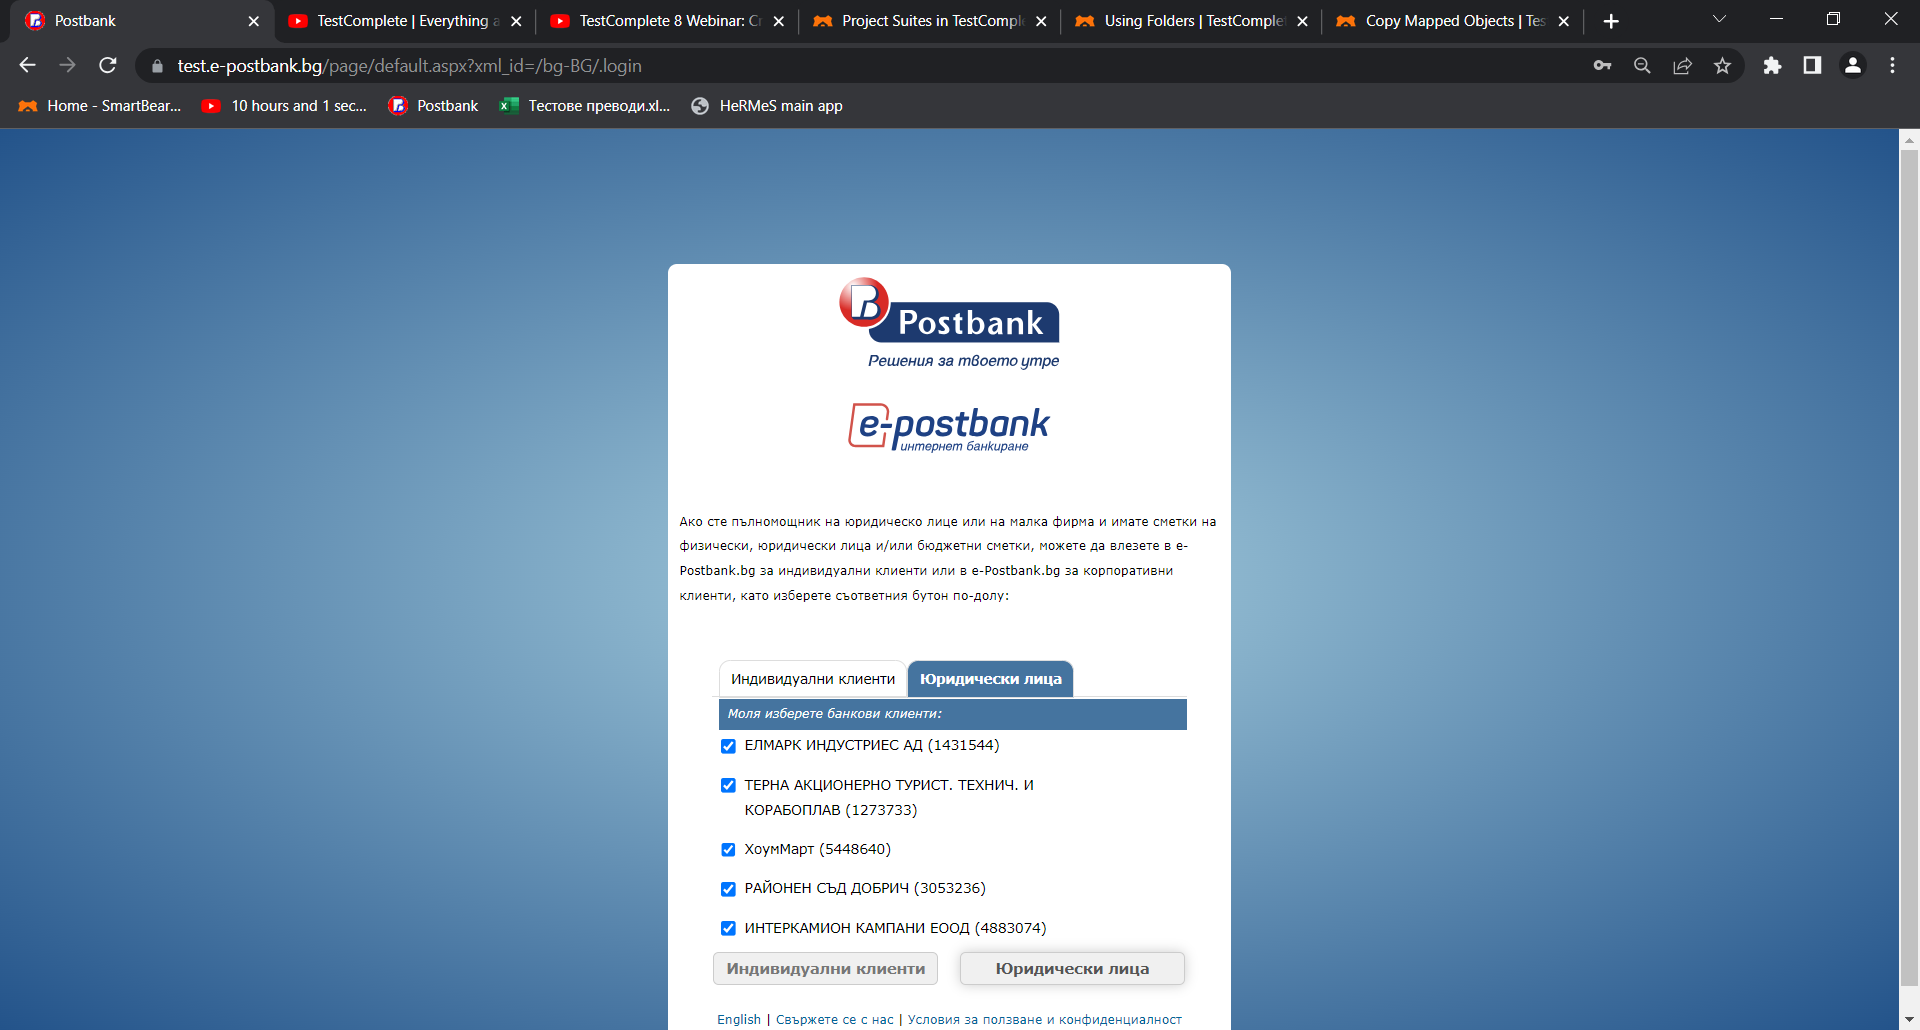 Postbank
TestComplete | Everything a
TestComplete 8 Webinar: Cr
Project Suites in TestComple
Using Folders | TestComplet
Copy Mapped Objects | Tes
test.e-postbank.bg/page/default.aspx?xml_id=/bg-BG/.login
Home - SmartBear...
10 hours and 1 sec...
Postbank
Тестове преводи.xl...
HeRMeS main app
Postbank
Решения за твоето утре
e-postbank
интернет банкиране
Ако сте пълномощник на юридическо лице или на малка фирма и имате сметки на
физически, юридически лица и/или бюджетни сметки, можете да влезете в e-
Postbank.bg за индивидуални клиенти или в e-Postbank.bg за корпоративни
клиенти, като изберете съответния бутон по-долу:
Индивидуални клиенти
Юридически лица
Моля изберете банкови клиенти:
ЕЛМАРК ИНДУСТРИЕС АД (1431544)
ТЕРНА АКЦИОНЕРНО ТУРИСТ. ТЕХНИЧ. И
КОРАБОПЛАВ (1273733)
ХоумМарт (5448640)
РАЙОНЕН СЪД ДОБРИЧ (3053236)
ИНТЕРКАМИОН КАМПАНИ ЕООД (4883074)
Индивидуални клиенти
Юридически лица
English | Свържете се с нас | Условия за ползване и конфиденциалност